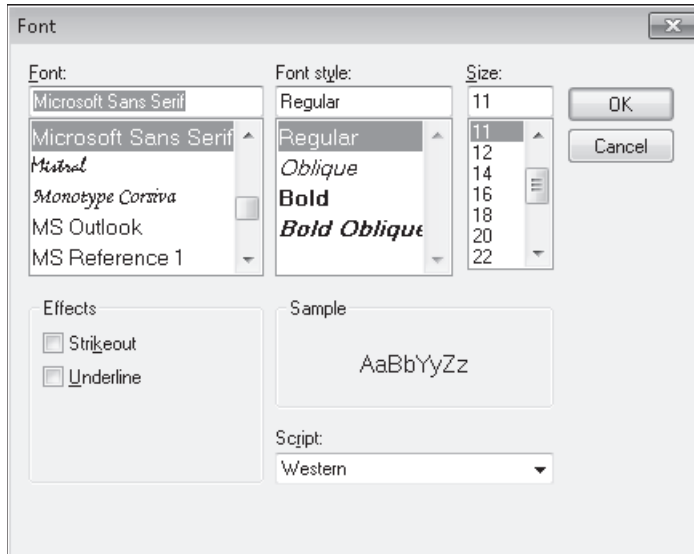 Font
Font:
Microsoft Sans Serif
Microsoft Sans Serif
Mistral
Monotype Corsiva
MS Outlook
MS Reference 1
Font style:
Regular
Regular
Oblique
Bold
Bold Oblique
Size:
11
11
12
14
16
18
20
22
OK
Cancel
Effects
Strikeout
Underline
Sample
AaBbYyZz
Script:
Western